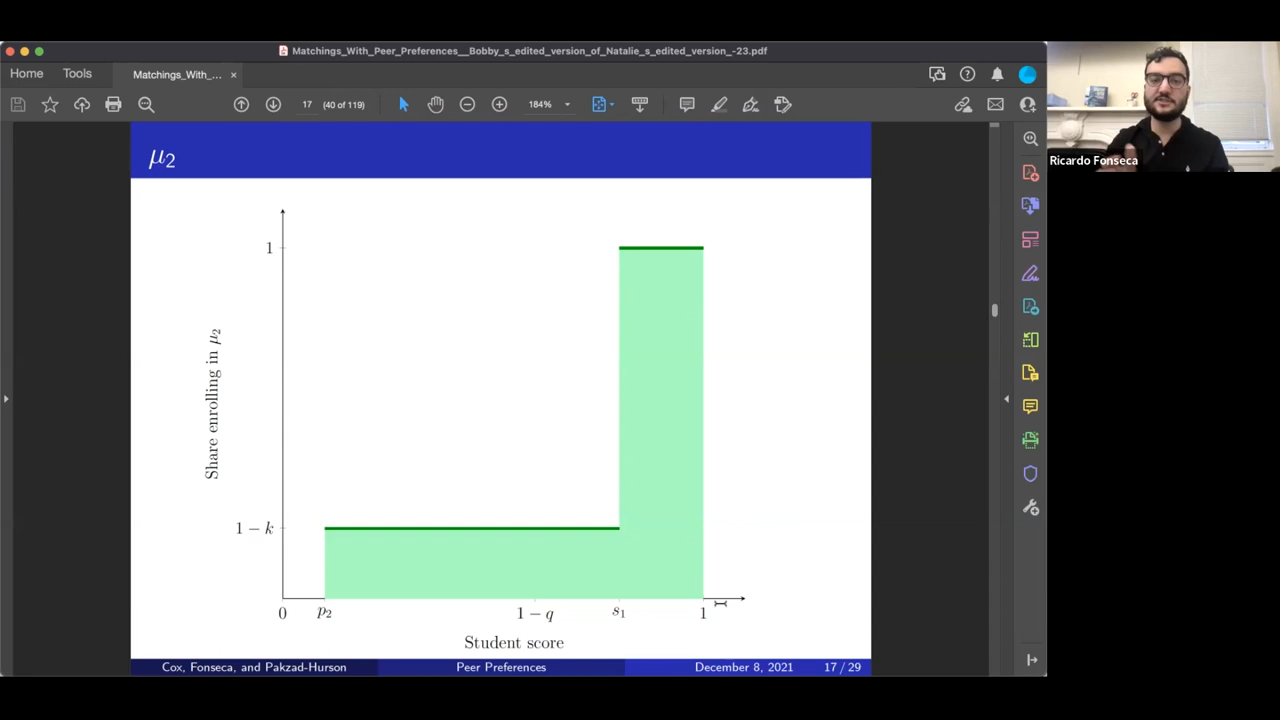 Matchings_With_Peer_Preferences__Bobby_s_edited_version_of_Natalie_s_edited_version_-23.pdf
Home Tools Matchings_With_... ×
17 (40 of 119) 184%
Ricardo Fonseca
μ₂
1
Share enrolling in μ₂
1 − k
0 p₂ 1 − q s₁ 1
Student score
Cox, Fonseca, and Pakzad-Hurson Peer Preferences December 8, 2021 17 / 29